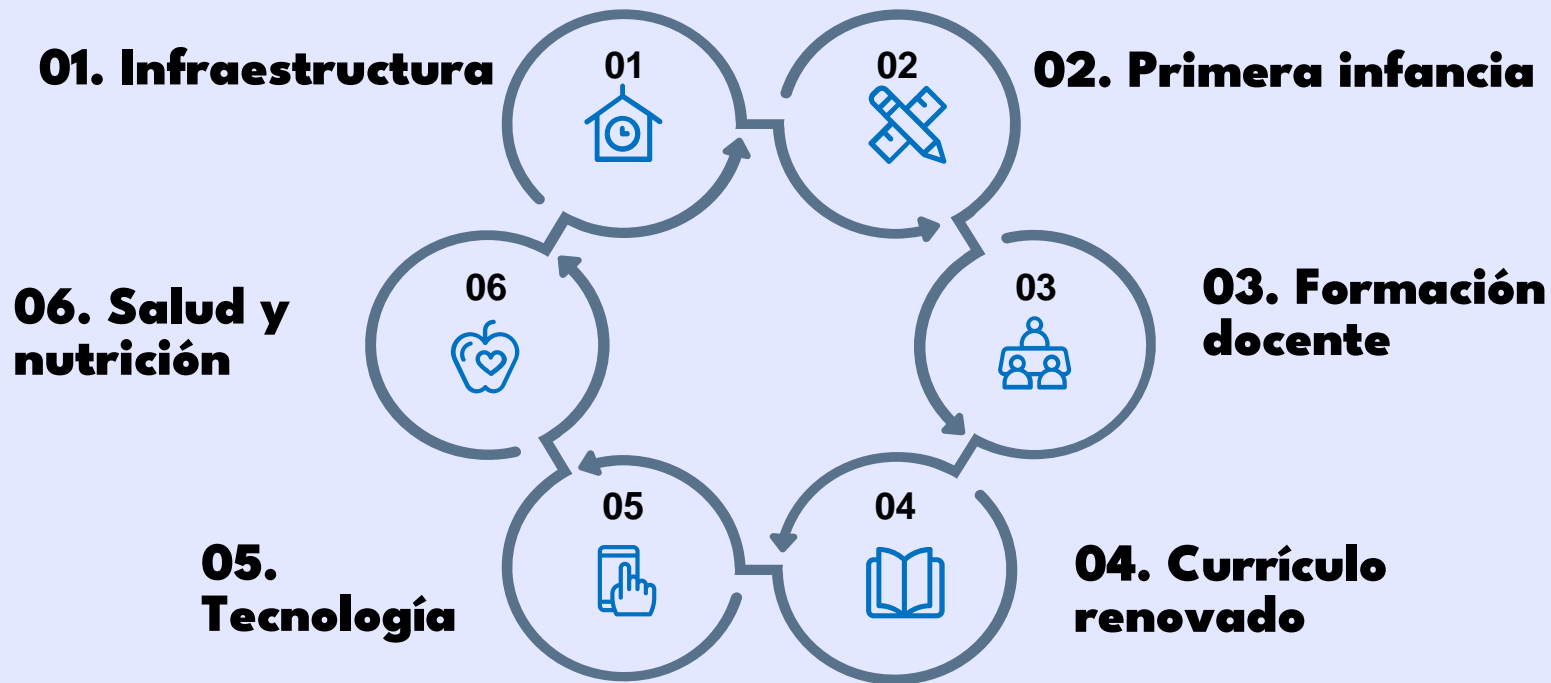 01. Infraestructura
01
02
02. Primera infancia
03
03. Formación
docente
04
04. Currículo
renovado
05
05.
Tecnología
06
06. Salud y
nutrición